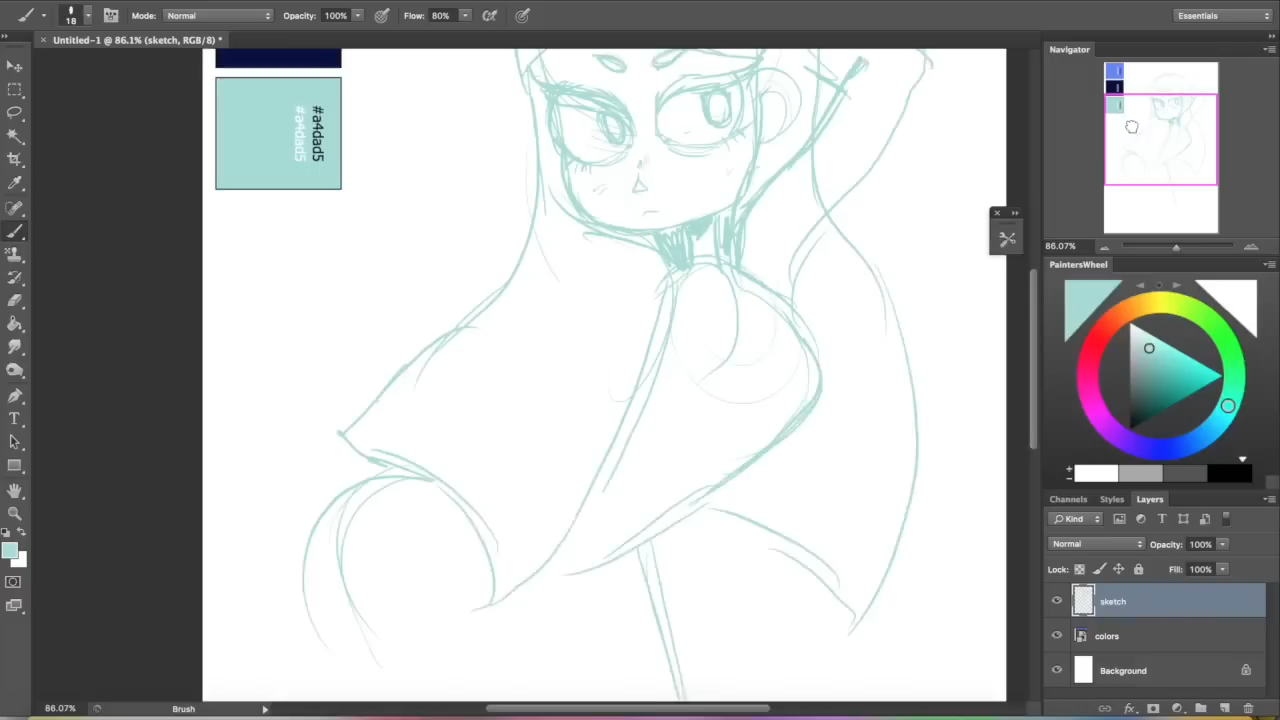 18
Mode: Normal
Opacity: 100%
Flow: 80%
Essentials
Untitled-1 @ 86.1% (sketch, RGB/8) *
#a4dad5
#a4dad5
Navigator
86.07%
PaintersWheel
Channels Styles Layers
Kind
Normal
Opacity: 100%
Lock:
Fill: 100%
sketch
colors
Background
86.07%
Brush